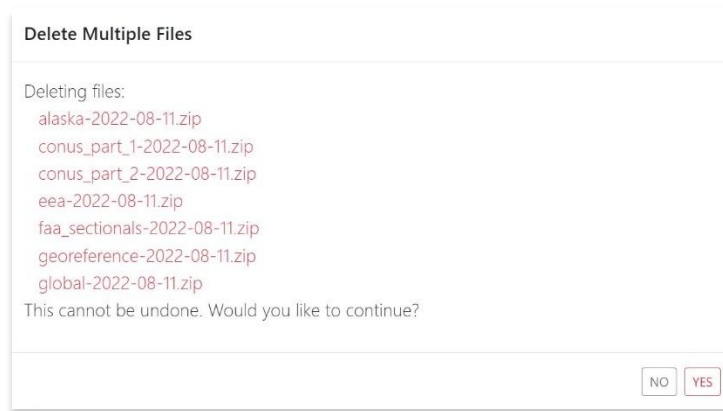 Delete Multiple Files
Deleting files:
alaska-2022-08-11.zip
conus_part_1-2022-08-11.zip
conus_part_2-2022-08-11.zip
eea-2022-08-11.zip
faa_sectionals-2022-08-11.zip
georeference-2022-08-11.zip
global-2022-08-11.zip
This cannot be undone. Would you like to continue?
NO YES